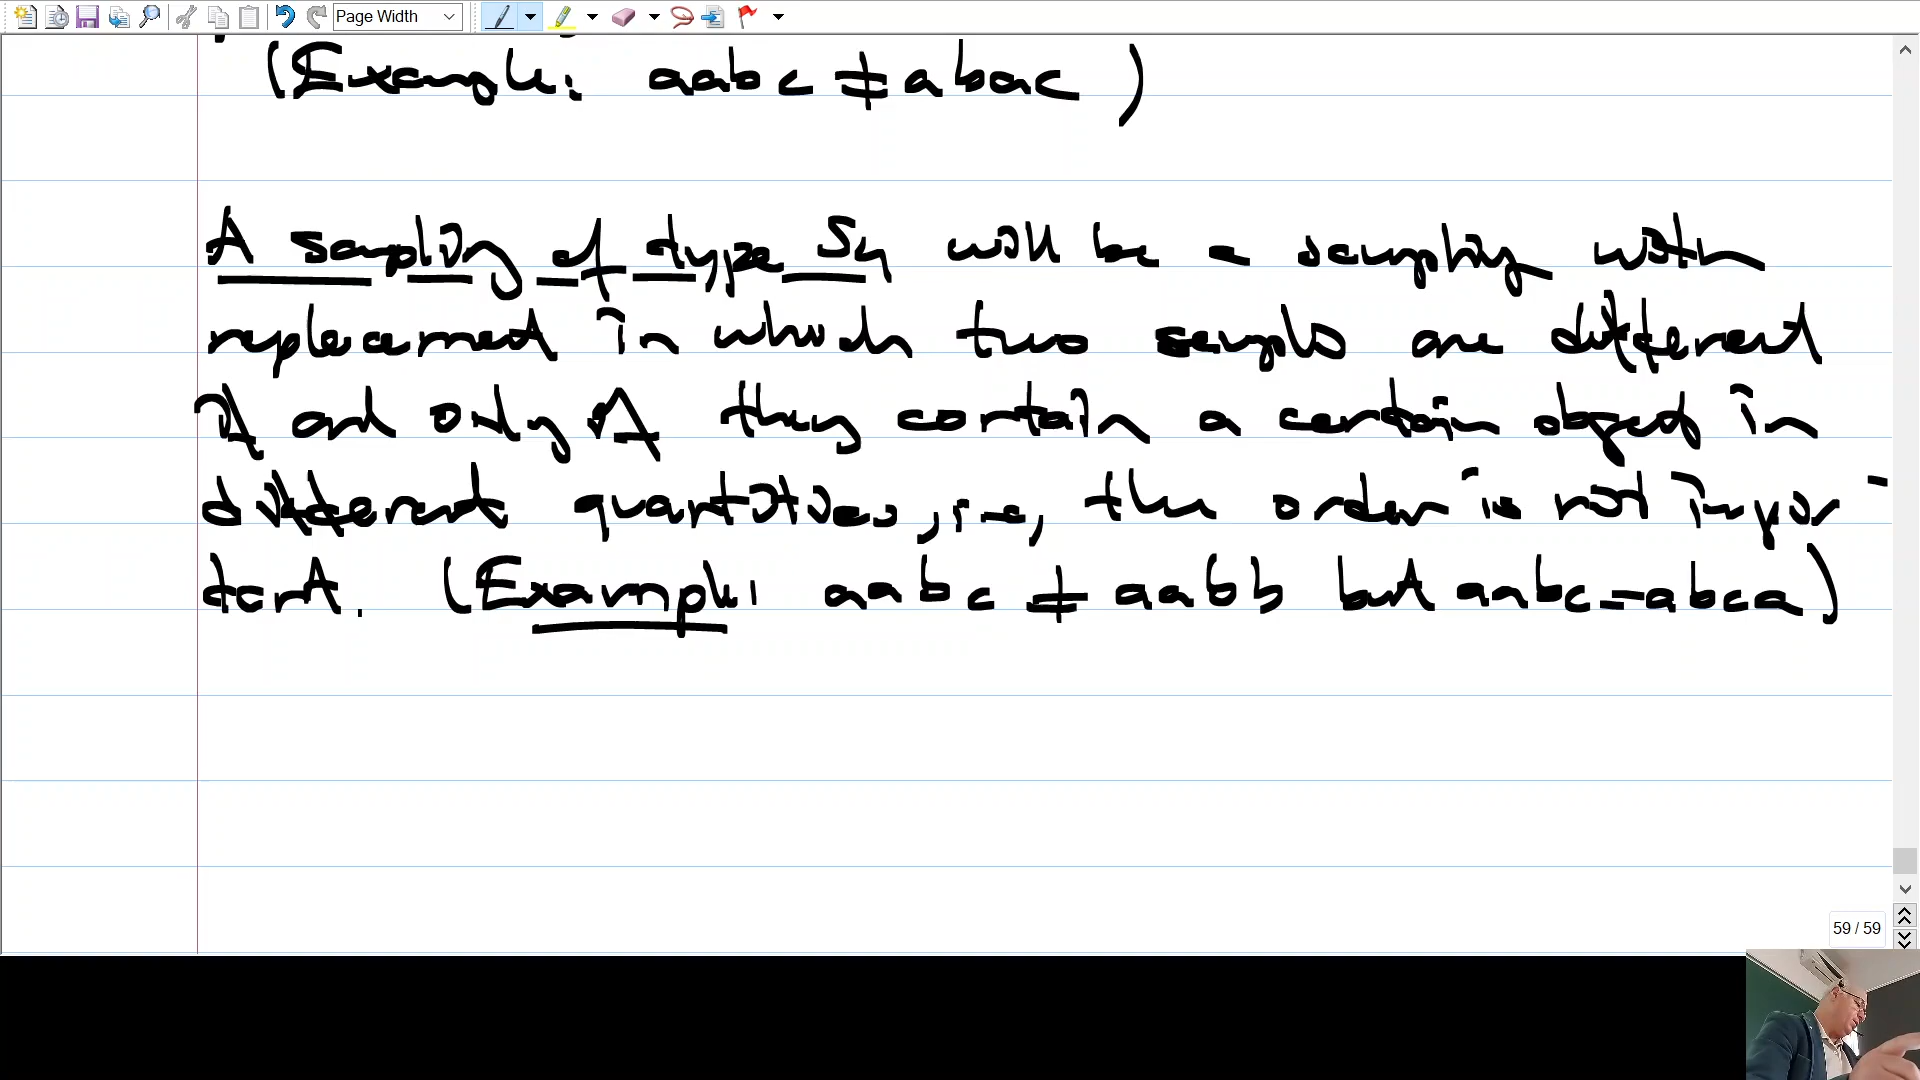 Page Width
(Example: aabc ≠ abac)
A sampling of type S4 will be a sampling with
replacement in which two samples are different
if and only if they contain a certain object in
different quantities, i.e., the order is not impor-
tant. (Example: aabc ≠ aabb but aabc = abca)
59 / 59